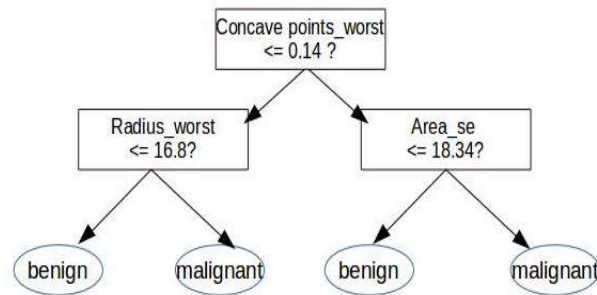 Concave points_worst
<= 0.14 ?
Radius_worst
<= 16.8?
Area_se
<= 18.34?
benign
malignant
benign
malignant